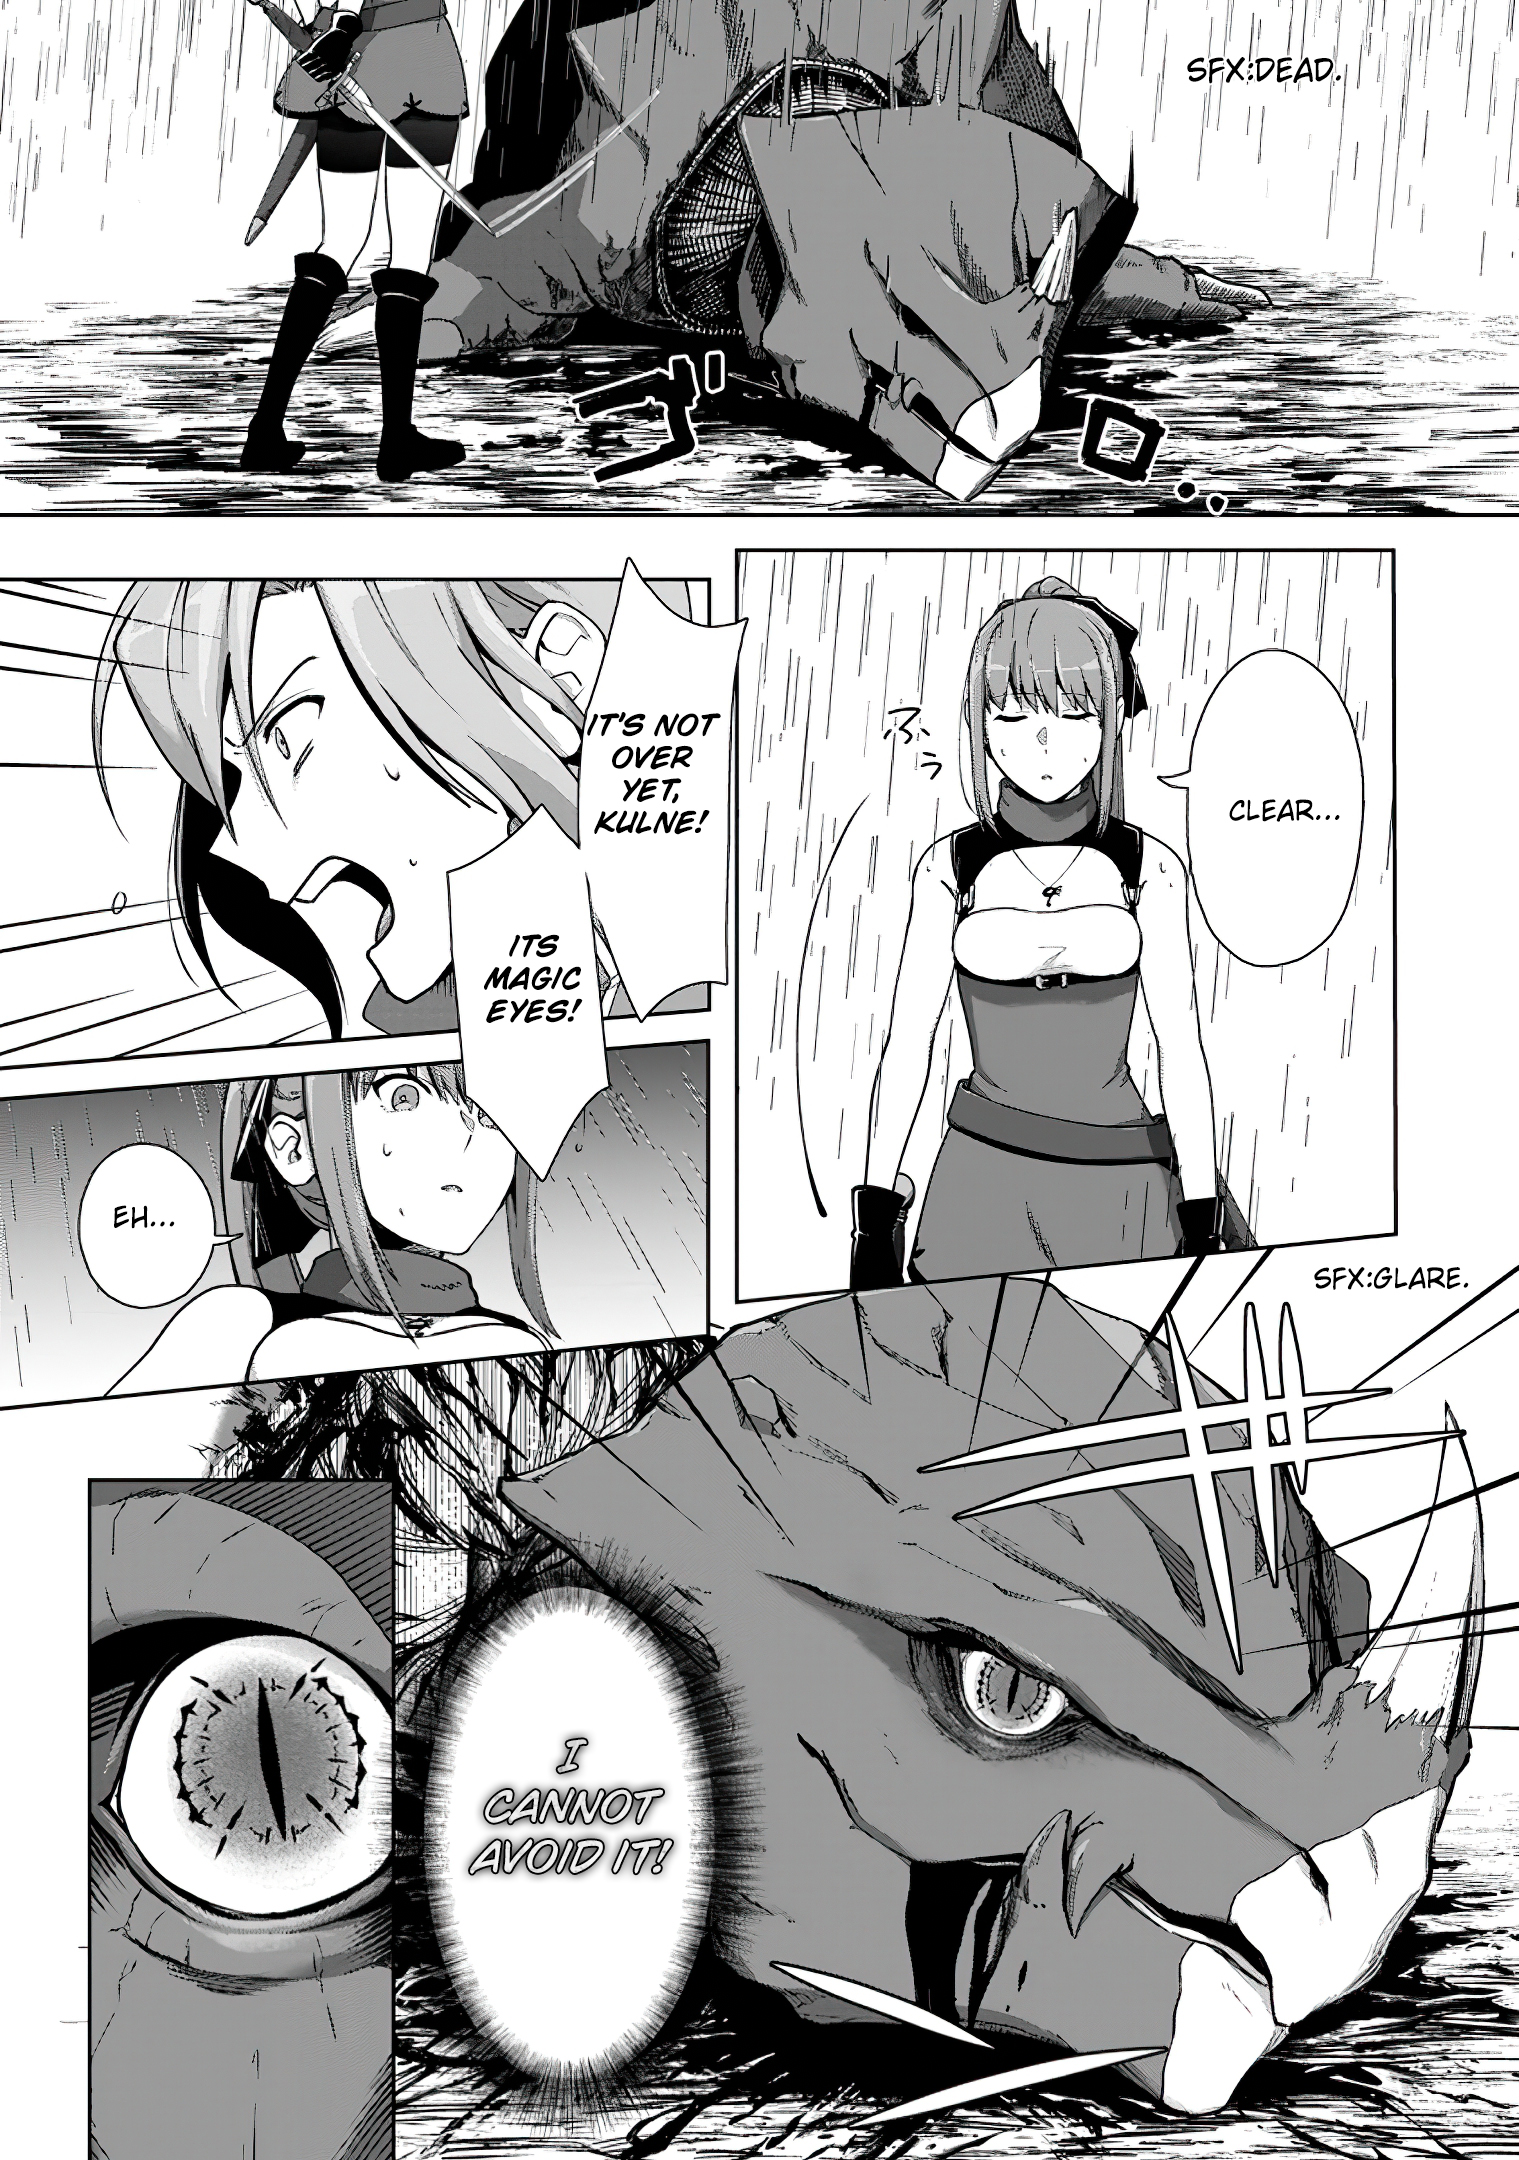 SFX:DEAD.
ゴロ..
CLEAR...
ふぅ
IT'S NOT
OVER
YET,
KULNE!
ITS
MAGIC
EYES!
EH...
SFX:GLARE.
I
CANNOT
AVOID IT!